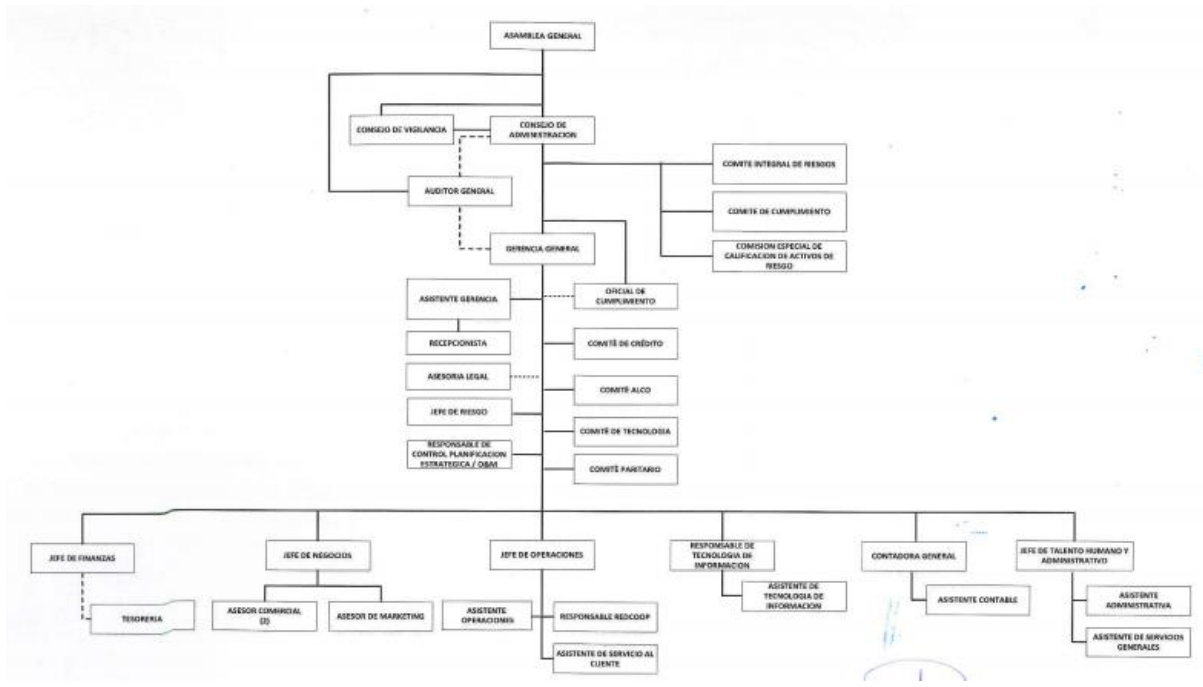 ASAMBLEA GENERAL
CONSEJO DE VIGILANCIA
CONSEJO DE
ADMINISTRACION
COMITE INTEGRAL DE RIESGOS
AUDITOR GENERAL
COMITE DE CUMPLIMIENTO
GERENCIA GENERAL
COMISION ESPECIAL DE
CALIFICACION DE ACTIVOS DE
RIESGO
ASISTENTE GERENCIA
OFICIAL DE
CUMPLIMIENTO
RECEPCIONISTA
COMITÉ DE CRÉDITO
ASESORIA LEGAL
COMITÉ ALCO
JEFE DE RIESGO
COMITÉ DE TECNOLOGIA
RESPONSABLE DE
CONTROL PLANIFICACION
ESTRATEGICA / O&M
COMITÉ PARITARIO
JEFE DE FINANZAS
JEFE DE NEGOCIOS
JEFE DE OPERACIONES
RESPONSABLE DE
TECNOLOGIA DE
INFORMACION
CONTADORA GENERAL
JEFE DE TALENTO HUMANO Y
ADMINISTRATIVO
TESORERIA
ASESOR COMERCIAL
(2)
ASESOR DE MARKETING
ASISTENTE
OPERACIONES
RESPONSABLE REDCOOP
ASISTENTE DE
TECNOLOGIA DE
INFORMACION
ASISTENTE CONTABLE
ASISTENTE
ADMINISTRATIVA
ASISTENTE DE SERVICIO AL
CLIENTE
ASISTENTE DE SERVICIOS
GENERALES